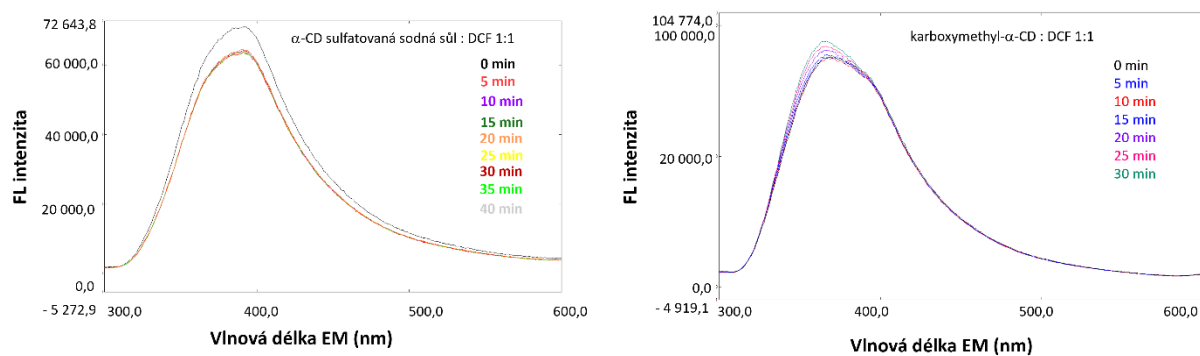 72 643,8
60 000,0
40 000,0
20 000,0
0,0
- 5 272,9
FL intenzita
α-CD sulfatovaná sodná sůl : DCF 1:1
0 min
5 min
10 min
15 min
20 min
25 min
30 min
35 min
40 min
300,0
400,0
500,0
600,0
Vlnová délka EM (nm)
104 774,0
100 000,0
20 000,0
0,0
- 4 919,1
FL intenzita
karboxymethyl-α-CD : DCF 1:1
0 min
5 min
10 min
15 min
20 min
25 min
30 min
300,0
400,0
500,0
600,0
Vlnová délka EM (nm)